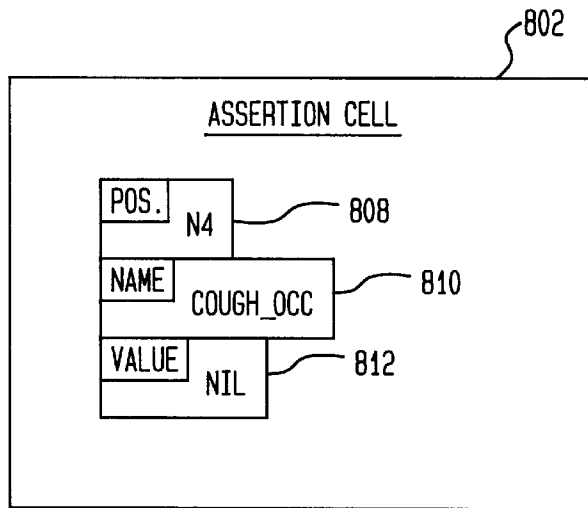 802
ASSERTION CELL
POS.
N4
808
NAME
COUGH_OCC
810
VALUE
NIL
812